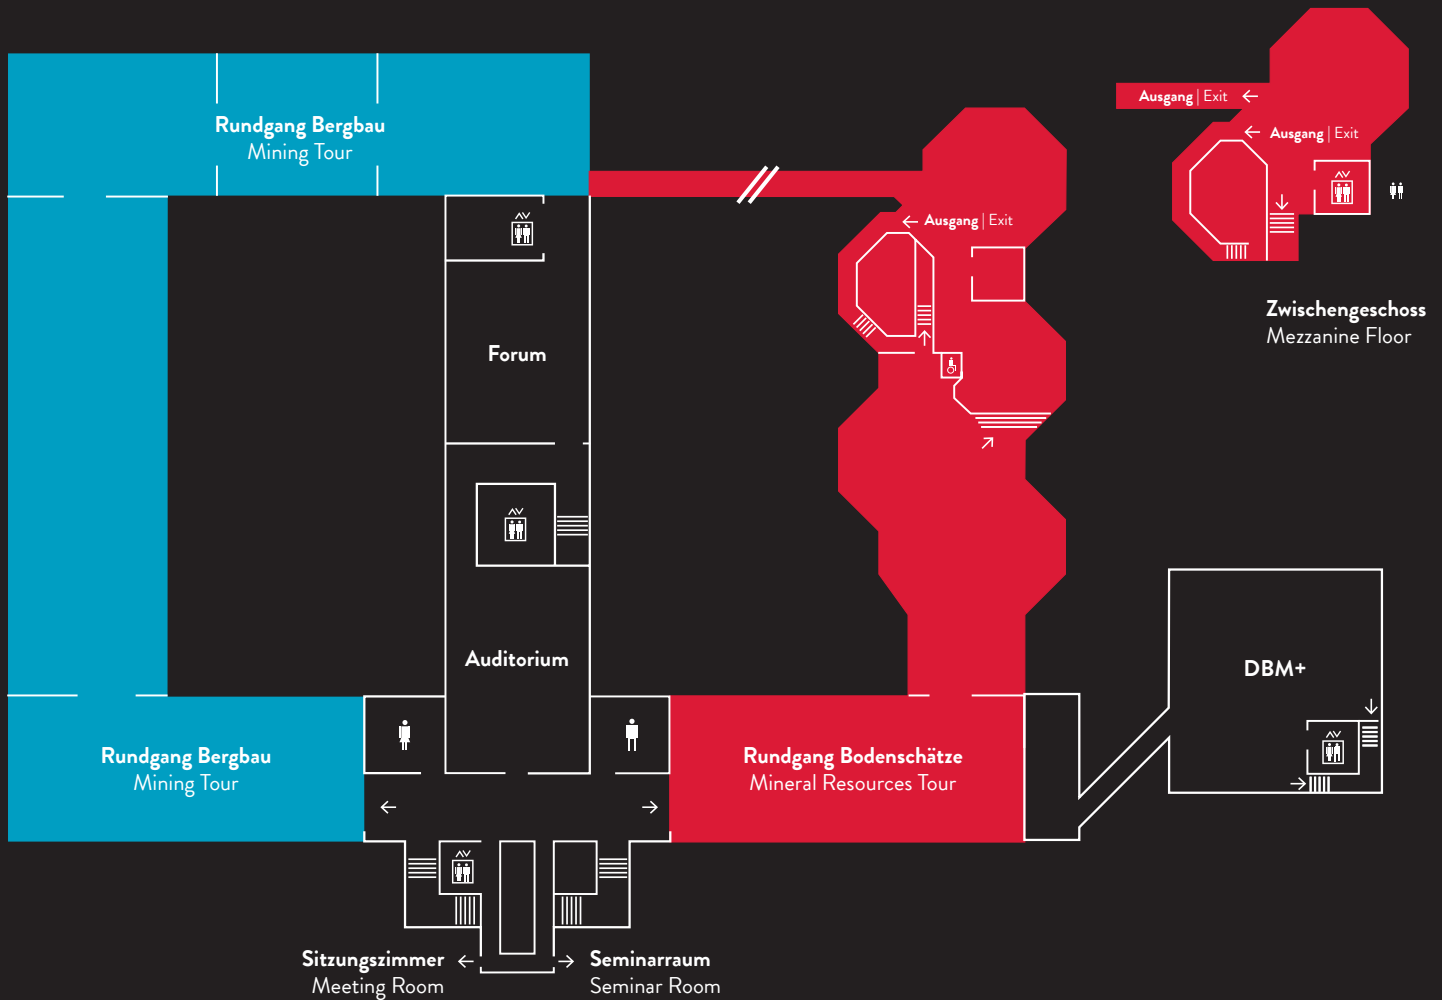 Ausgang | Exit
Ausgang | Exit
Rundgang Bergbau
Mining Tour
Ausgang | Exit
Zwischengeschoss
Mezzanine Floor
Forum
Auditorium
DBM+
Rundgang Bergbau
Mining Tour
Rundgang Bodenschätze
Mineral Resources Tour
Sitzungszimmer
Meeting Room
Seminarraum
Seminar Room